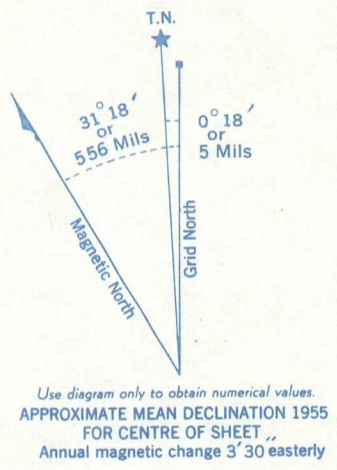 T.N.
31° 18′
or
556 Mils
0° 18′
or
5 Mils
Magnetic North
Grid North
Use diagram only to obtain numerical values.
APPROXIMATE MEAN DECLINATION 1955
FOR CENTRE OF SHEET
Annual magnetic change 3′ 30″ easterly